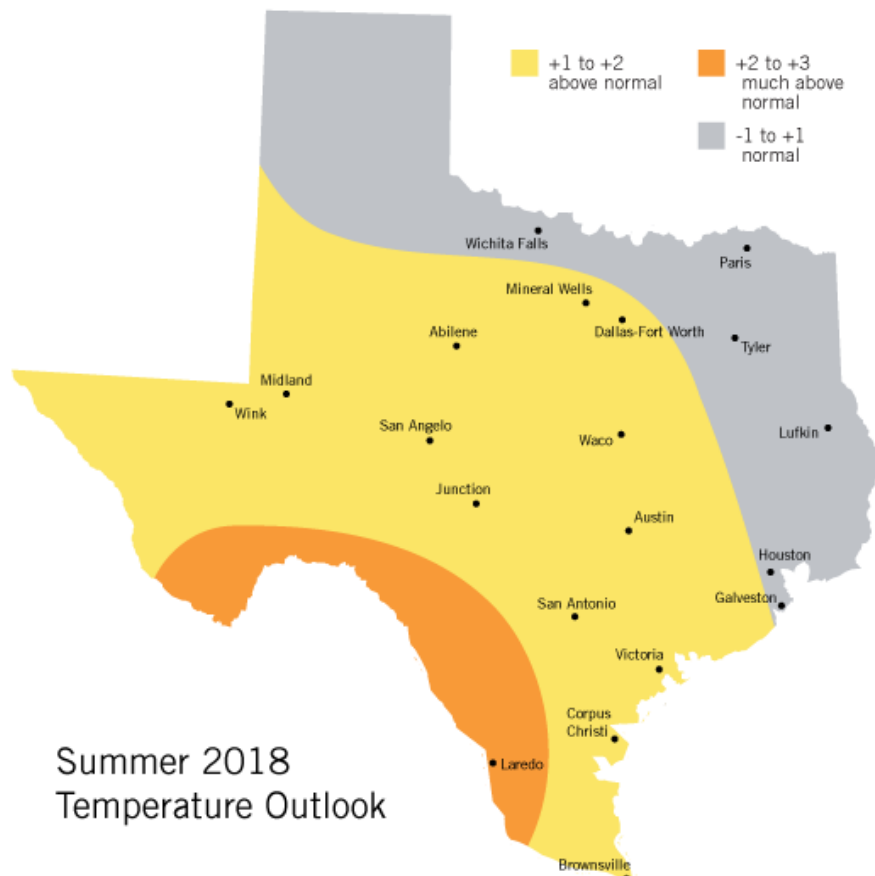 +1 to +2
above normal
+2 to +3
much above
normal
-1 to +1
normal
Wichita Falls
Paris
Mineral Wells
Dallas-Fort Worth
Abilene
Tyler
Midland
Wink
San Angelo
Waco
Lufkin
Junction
Austin
Houston
Galveston
San Antonio
Victoria
Corpus
Christi
Laredo
Summer 2018
Temperature Outlook
Brownsville